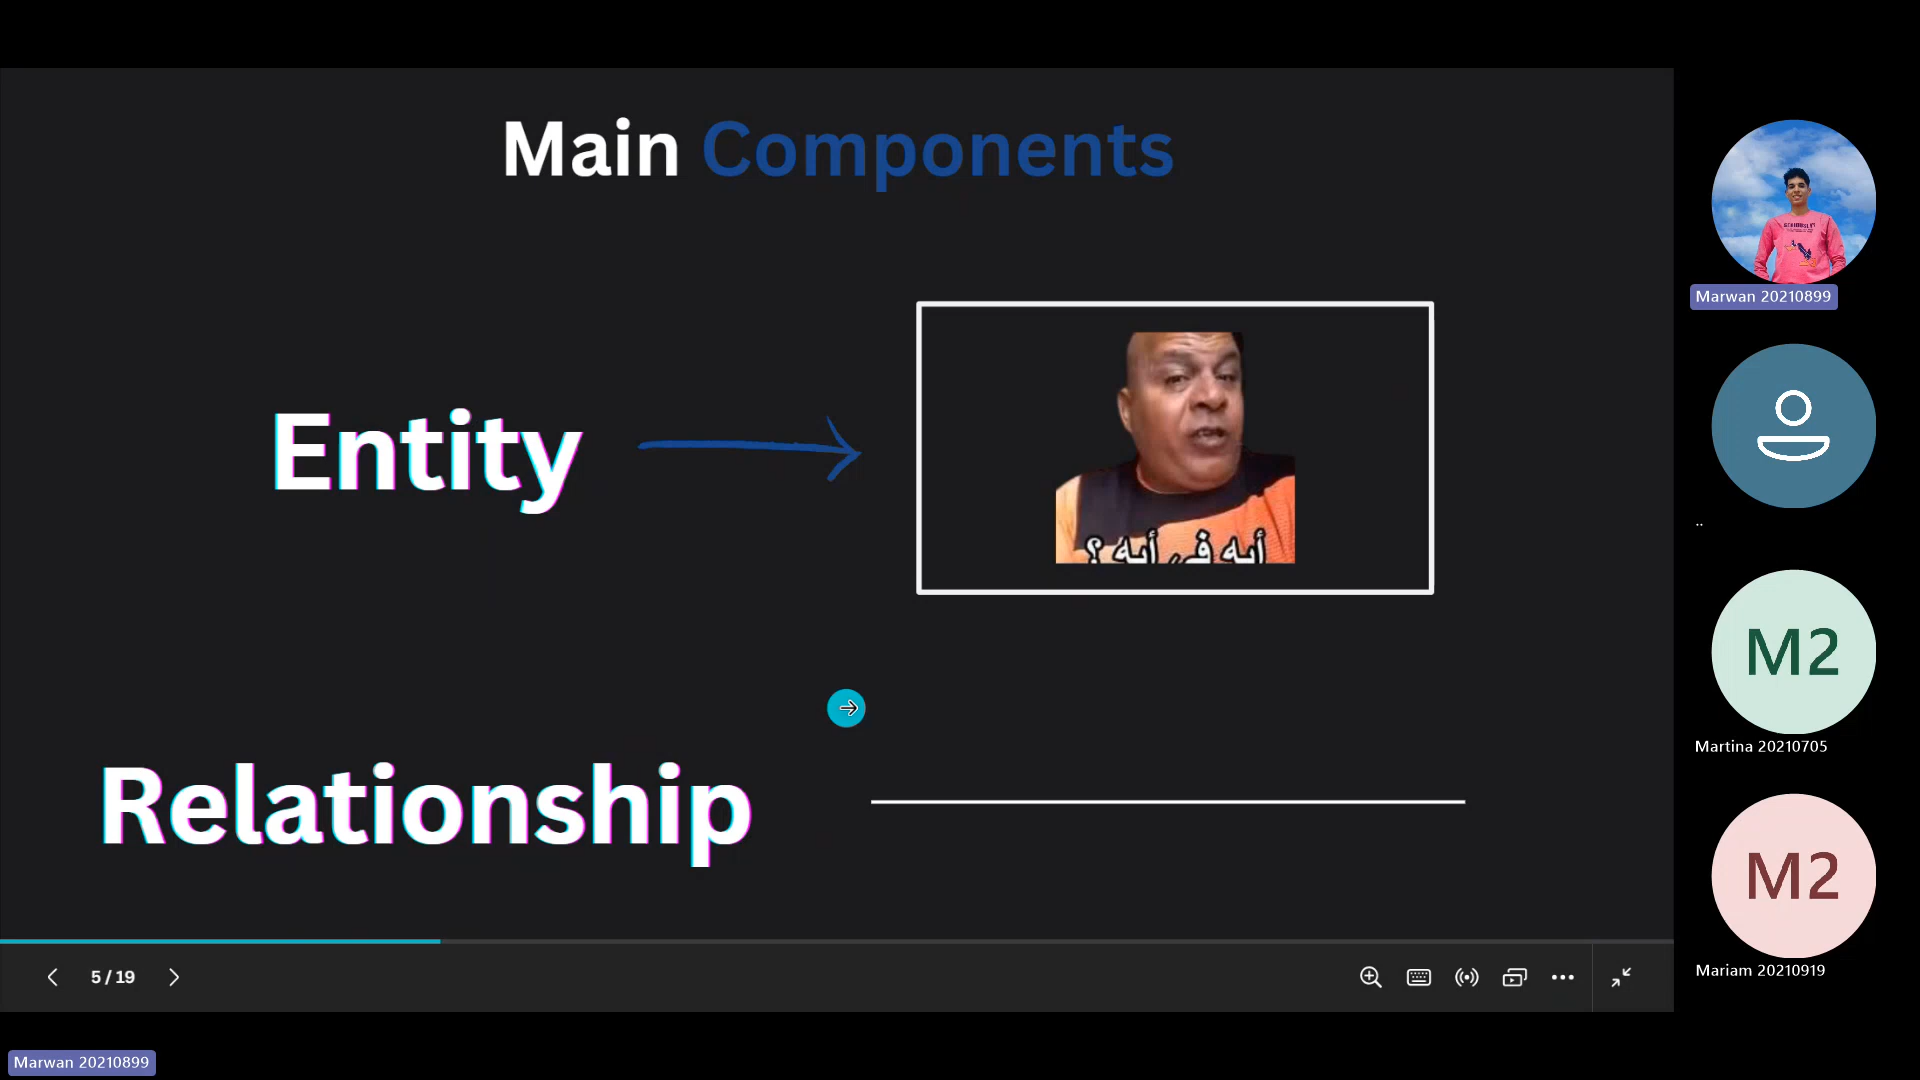 Main Components
Entity
أيه في أيه ؟
Relationship
5 / 19
Marwan 20210899
..
M2
Martina 20210705
M2
Mariam 20210919
Marwan 20210899